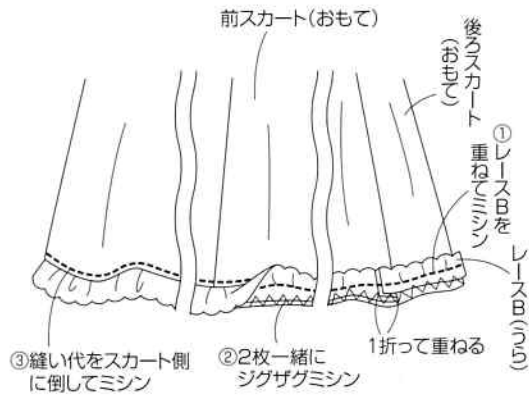 前スカート(おもて)
後ろスカート
(おもて)
①レースBを
重ねてミシン
レースB(うら)
1折って重ねる
②2枚一緒に
ジグザグミシン
③縫い代をスカート側
に倒してミシン